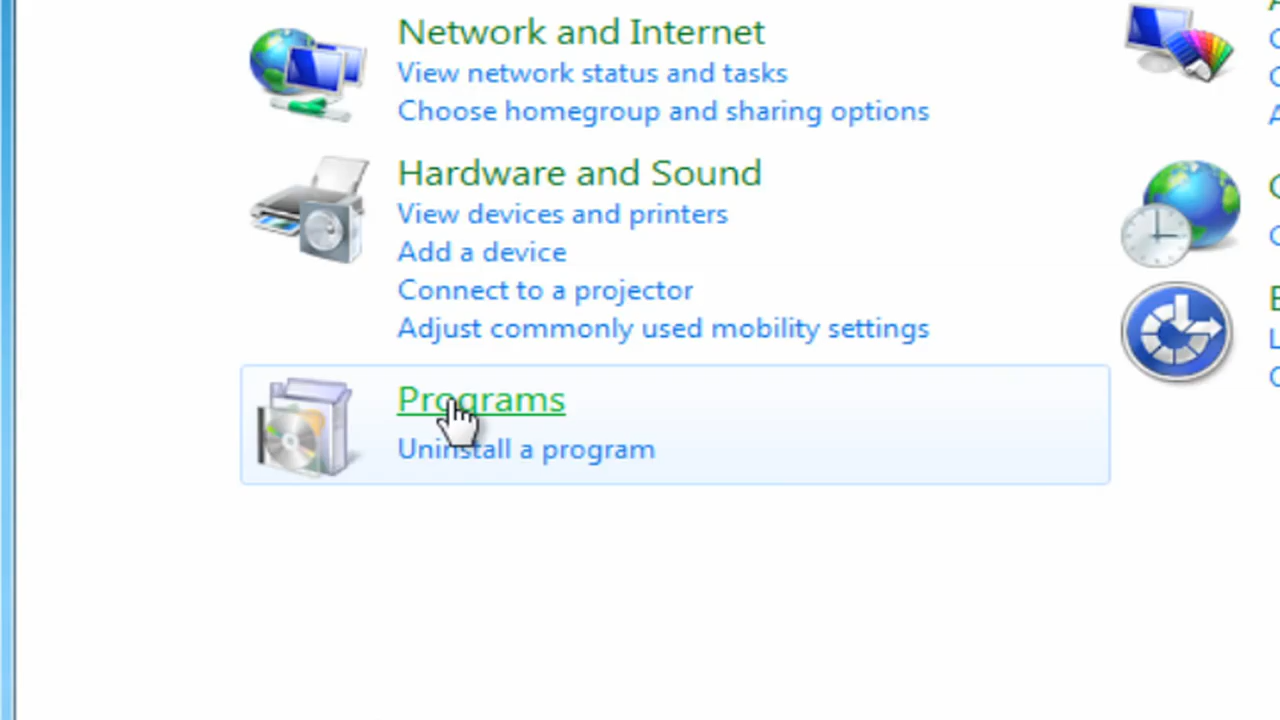 Network and Internet
View network status and tasks
Choose homegroup and sharing options
Hardware and Sound
View devices and printers
Add a device
Connect to a projector
Adjust commonly used mobility settings
Programs
Uninstall a program